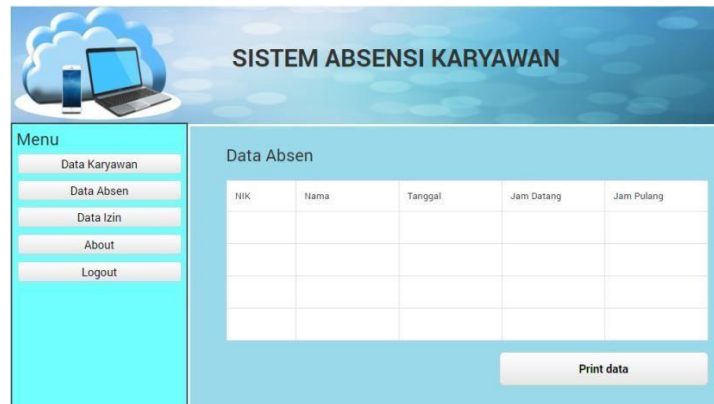 SISTEM ABSENSI KARYAWAN
Menu
Data Karyawan
Data Absen
Data Izin
About
Logout
Data Absen
NIK Nama Tanggal Jam Datang Jam Pulang
Print data